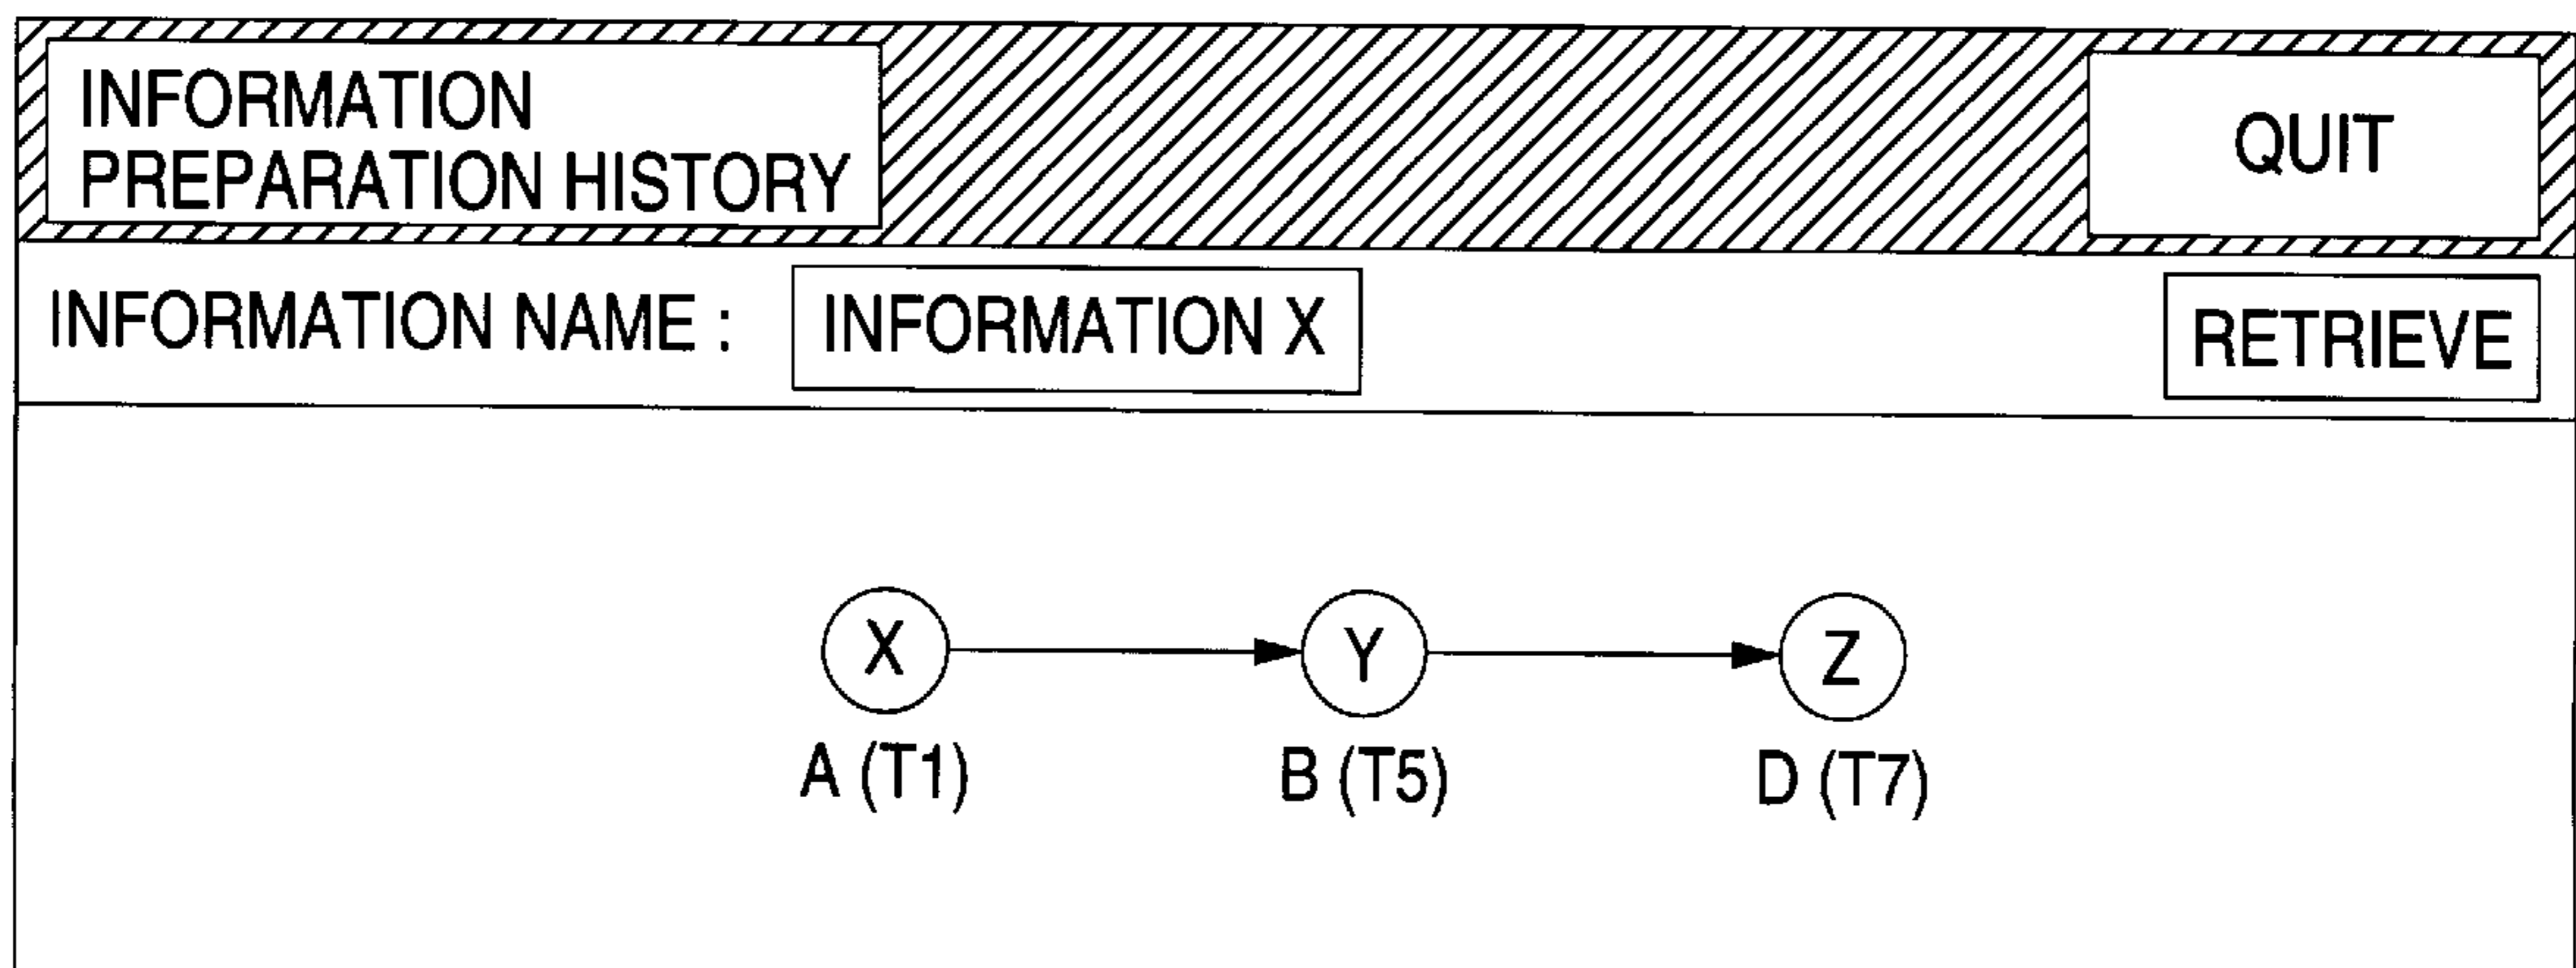 INFORMATION
PREPARATION HISTORY
QUIT
INFORMATION NAME : INFORMATION X RETRIEVE
X Y Z
A (T1) B (T5) D (T7)